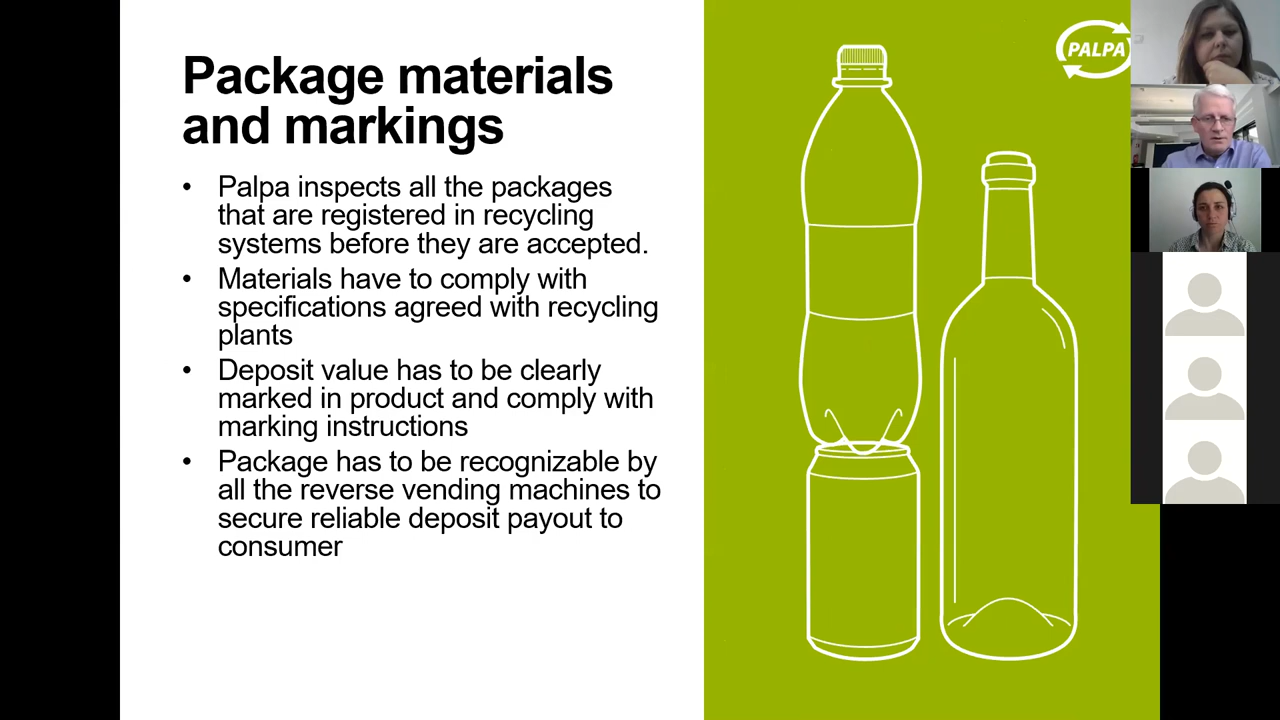 Package materials
and markings
• Palpa inspects all the packages
that are registered in recycling
systems before they are accepted.
• Materials have to comply with
specifications agreed with recycling
plants
• Deposit value has to be clearly
marked in product and comply with
marking instructions
• Package has to be recognizable by
all the reverse vending machines to
secure reliable deposit payout to
consumer
PALPA